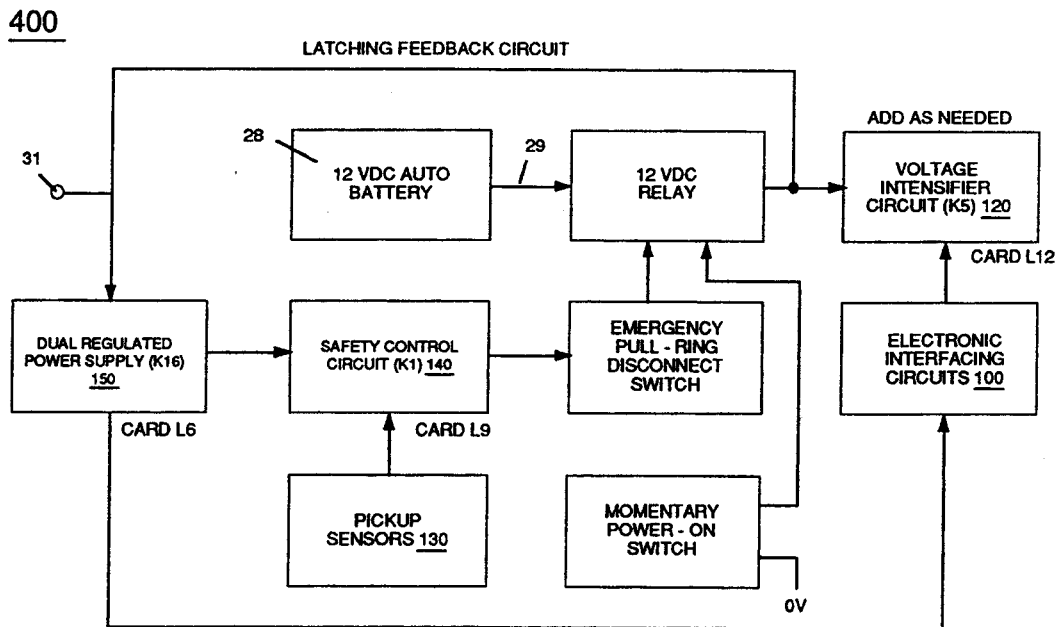 400
LATCHING FEEDBACK CIRCUIT
ADD AS NEEDED
31
28
12 VDC AUTO
BATTERY
29
12 VDC
RELAY
VOLTAGE
INTENSIFIER
CIRCUIT (K5) 120
CARD L12
DUAL REGULATED
POWER SUPPLY (K16)
150
CARD L6
SAFETY CONTROL
CIRCUIT (K1) 140
CARD L9
EMERGENCY
PULL - RING
DISCONNECT
SWITCH
ELECTRONIC
INTERFACING
CIRCUITS 100
PICKUP
SENSORS 130
MOMENTARY
POWER - ON
SWITCH
0V